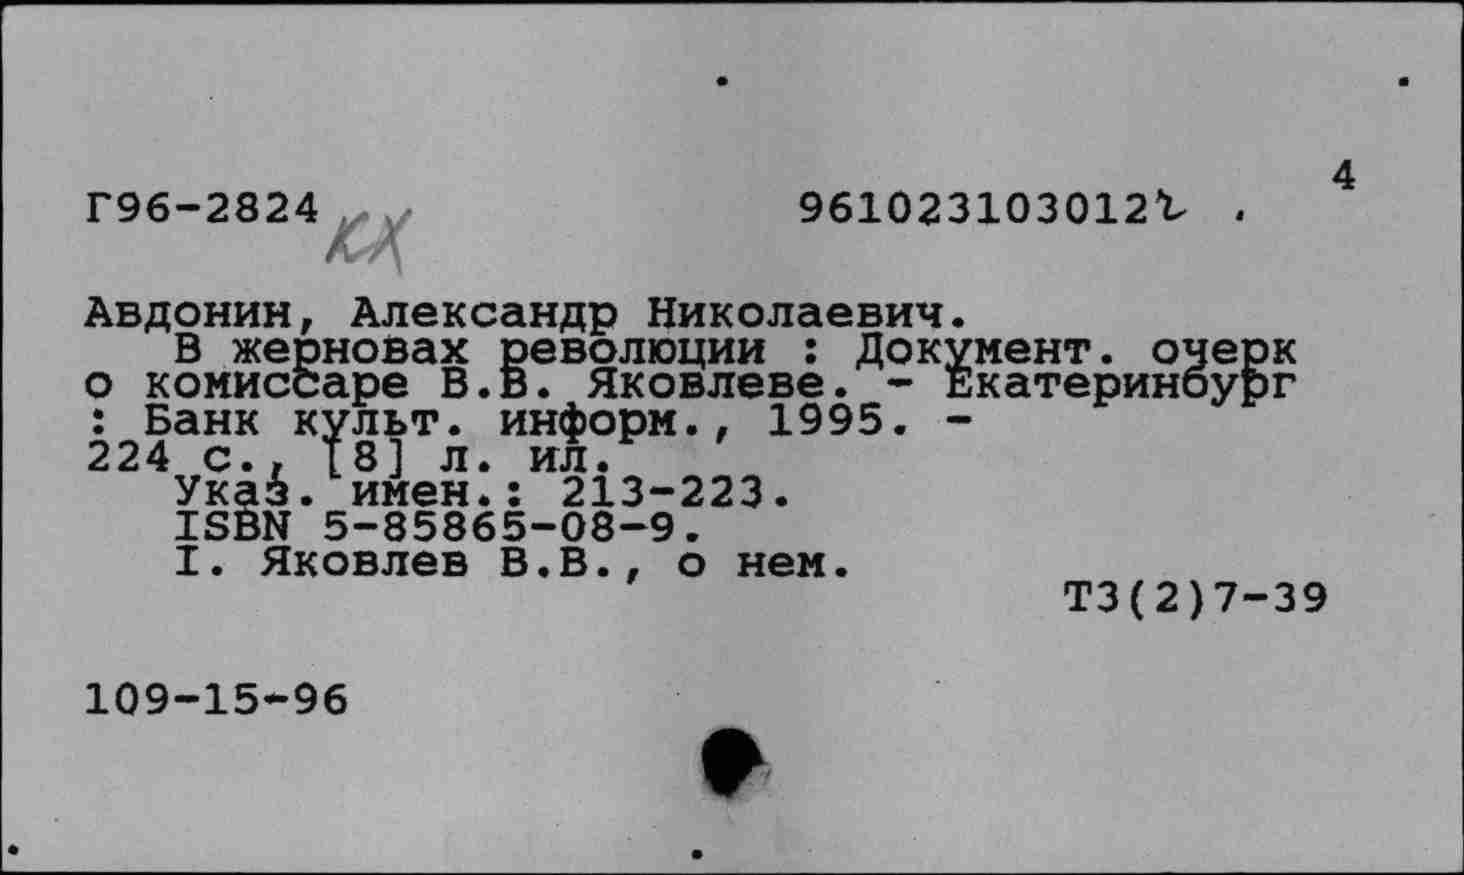 4
Г96-2824 961023103012
КХ
Авдонин, Александр Николаевич.
В жерновах революции : Документ. очерк
о комиссаре В.В. Яковлеве. - Екатеринбург
: Банк культ. информ., 1995. -
224 с., [8] л. ил.
Указ. имен.: 213-223.
ISBN 5-85865-08-9.
I. Яковлев В.В., о нем.
Т3(2)7-39
109-15-96